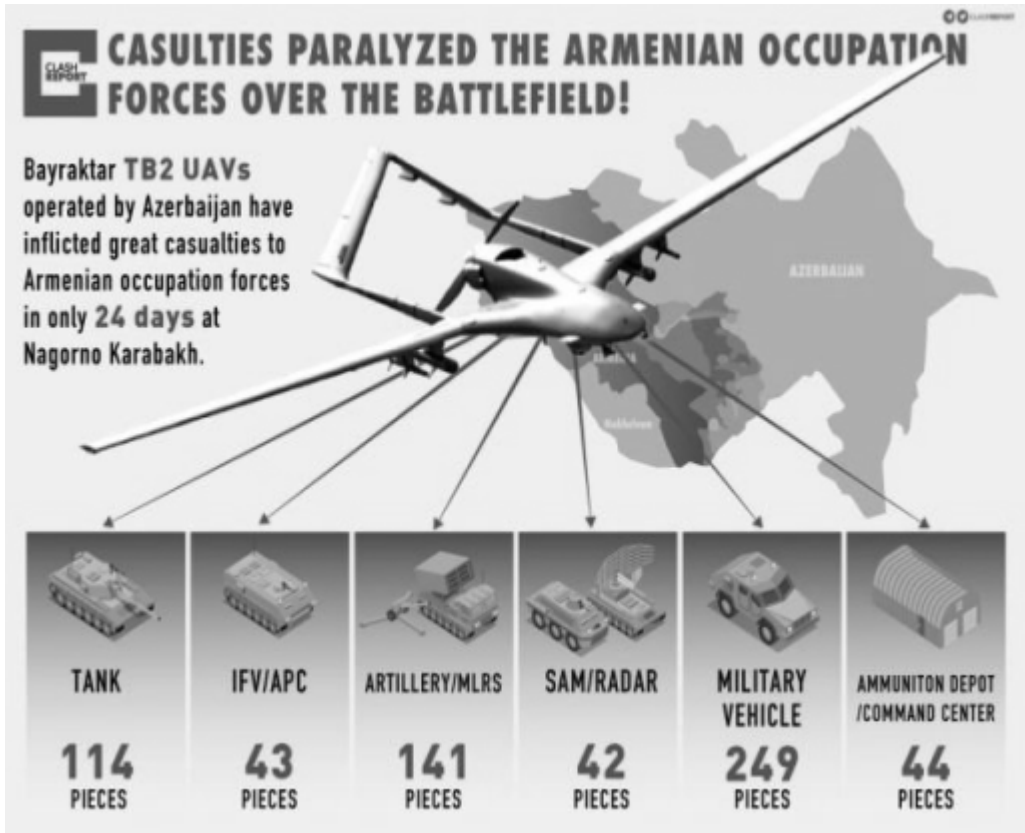 CLASHREPORT
CLASH
REPORT
CASULTIES PARALYZED THE ARMENIAN OCCUPATION
FORCES OVER THE BATTLEFIELD!
Bayraktar TB2 UAVs
operated by Azerbaijan have
inflicted great casualties to
Armenian occupation forces
in only 24 days at
Nagorno Karabakh.
AZERBAIJAN
TANK
114
PIECES
IFV/APC
43
PIECES
ARTILLERY/MLRS
141
PIECES
SAM/RADAR
42
PIECES
MILITARY
VEHICLE
249
PIECES
AMMUNITON DEPOT
/COMMAND CENTER
44
PIECES